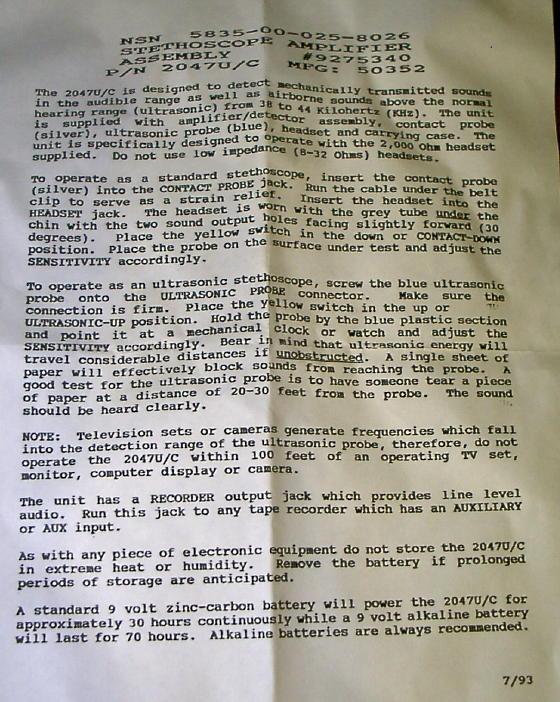 NSN 5835-00-025-8026
STETHOSCOPE AMPLIFIER
ASSEMBLY #9275340
P/N 2047U/C MFG: 50352
The 2047U/C is designed to detect mechanically transmitted sounds
in the audible range as well as airborne sounds above the normal
hearing range (ultrasonic) from 38 to 44 Kilohertz (KHz). The unit
is supplied with amplifier/detector assembly, contact probe
(silver), ultrasonic probe (blue), headset and carrying case. The
unit is specifically designed to operate with the 2,000 Ohm headset
supplied. Do not use low impedance (8-32 Ohms) headsets.
To operate as a standard stethoscope, insert the contact probe
(silver) into the CONTACT PROBE jack. Run the cable under the belt
clip to serve as a strain relief. Insert the headset into the
HEADSET jack. The headset is worn with the grey tube under the
chin with the two sound output holes facing slightly forward (30
degrees). Place the yellow switch in the down or CONTACT-DOWN
position. Place the probe on the surface under test and adjust the
SENSITIVITY accordingly.
To operate as an ultrasonic stethoscope, screw the blue ultrasonic
probe onto the ULTRASONIC PROBE connector. Make sure the
connection is firm. Place the yellow switch in the up or
ULTRASONIC-UP position. Hold the probe by the blue plastic section
and point it at a mechanical clock or watch and adjust the
SENSITIVITY accordingly. Bear in mind that ultrasonic energy will
travel considerable distances if unobstructed. A single sheet of
paper will effectively block sounds from reaching the probe. A
good test for the ultrasonic probe is to have someone tear a piece
of paper at a distance of 20-30 feet from the probe. The sound
should be heard clearly.
NOTE: Television sets or cameras generate frequencies which fall
into the detection range of the ultrasonic probe, therefore, do not
operate the 2047U/C within 100 feet of an operating TV set,
monitor, computer display or camera.
The unit has a RECORDER output jack which provides line level
audio. Run this jack to any tape recorder which has an AUXILIARY
or AUX input.
As with any piece of electronic equipment do not store the 2047U/C
in extreme heat or humidity. Remove the battery if prolonged
periods of storage are anticipated.
A standard 9 volt zinc-carbon battery will power the 2047U/C for
approximately 30 hours continuously while a 9 volt alkaline battery
will last for 70 hours. Alkaline batteries are always recommended.
7/93